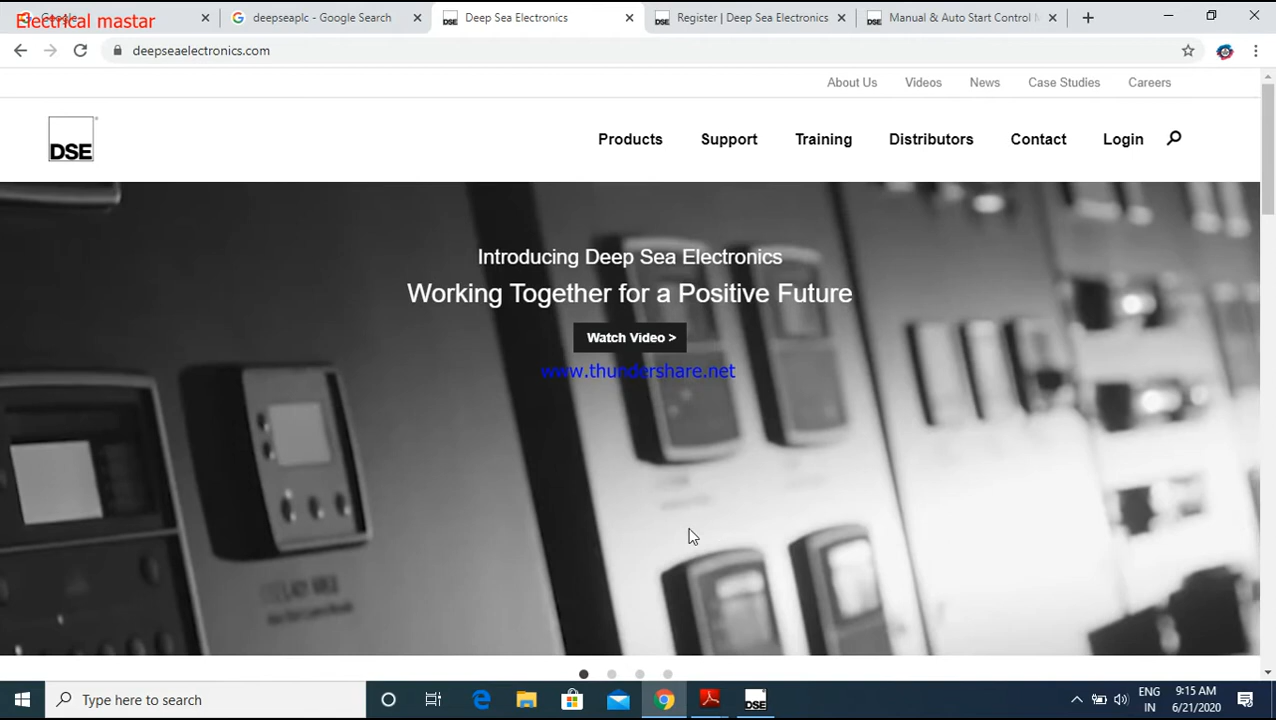 Electrical mastar
deepseaplc - Google Search
Deep Sea Electronics
Register | Deep Sea Electronics
Manual & Auto Start Control M
deepseaelectronics.com
About Us Videos News Case Studies Careers
DSE
Products Support Training Distributors Contact Login
Introducing Deep Sea Electronics
Working Together for a Positive Future
Watch Video >
www.thundershare.net
Type here to search
DSE
ENG
IN
9:15 AM
6/21/2020